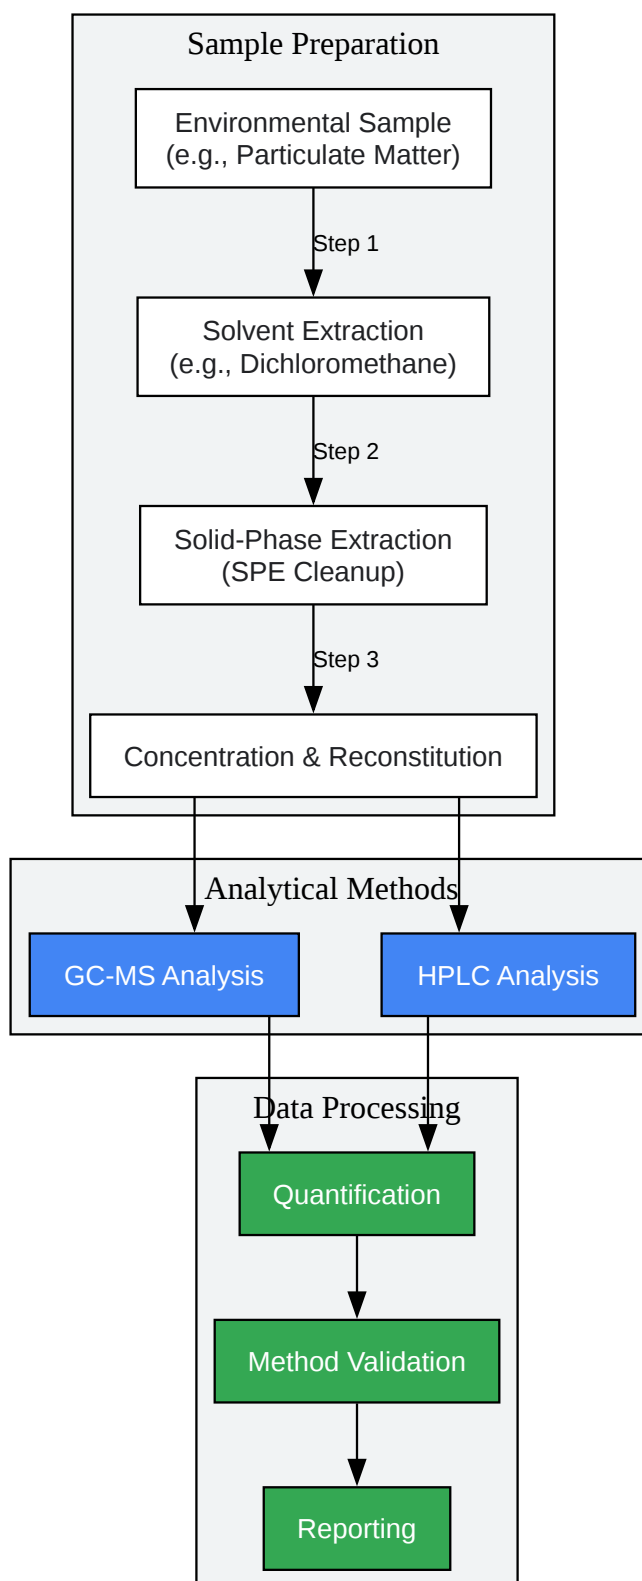 Sample Preparation
Environmental Sample
(e.g., Particulate Matter)
Step 1
Solvent Extraction
(e.g., Dichloromethane)
Step 2
Solid-Phase Extraction
(SPE Cleanup)
Step 3
Concentration & Reconstitution
Analytical Methods
GC-MS Analysis
HPLC Analysis
Data Processing
Quantification
Method Validation
Reporting